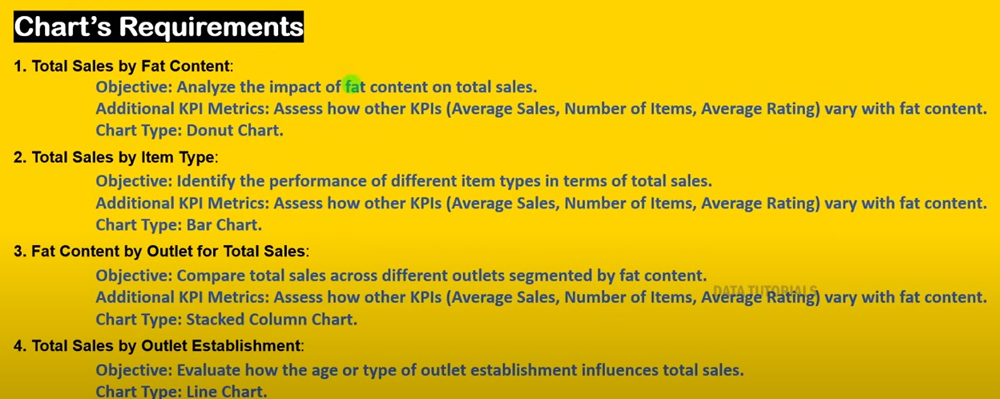 Chart's Requirements
1. Total Sales by Fat Content:
Objective: Analyze the impact of fat content on total sales.
Additional KPI Metrics: Assess how other KPIs (Average Sales, Number of Items, Average Rating) vary with fat content.
Chart Type: Donut Chart.
2. Total Sales by Item Type:
Objective: Identify the performance of different item types in terms of total sales.
Additional KPI Metrics: Assess how other KPIs (Average Sales, Number of Items, Average Rating) vary with fat content.
Chart Type: Bar Chart.
3. Fat Content by Outlet for Total Sales:
Objective: Compare total sales across different outlets segmented by fat content.
DATA TUTORIALS
Additional KPI Metrics: Assess how other KPIs (Average Sales, Number of Items, Average Rating) vary with fat content.
Chart Type: Stacked Column Chart.
4. Total Sales by Outlet Establishment:
Objective: Evaluate how the age or type of outlet establishment influences total sales.
Chart Type: Line Chart.